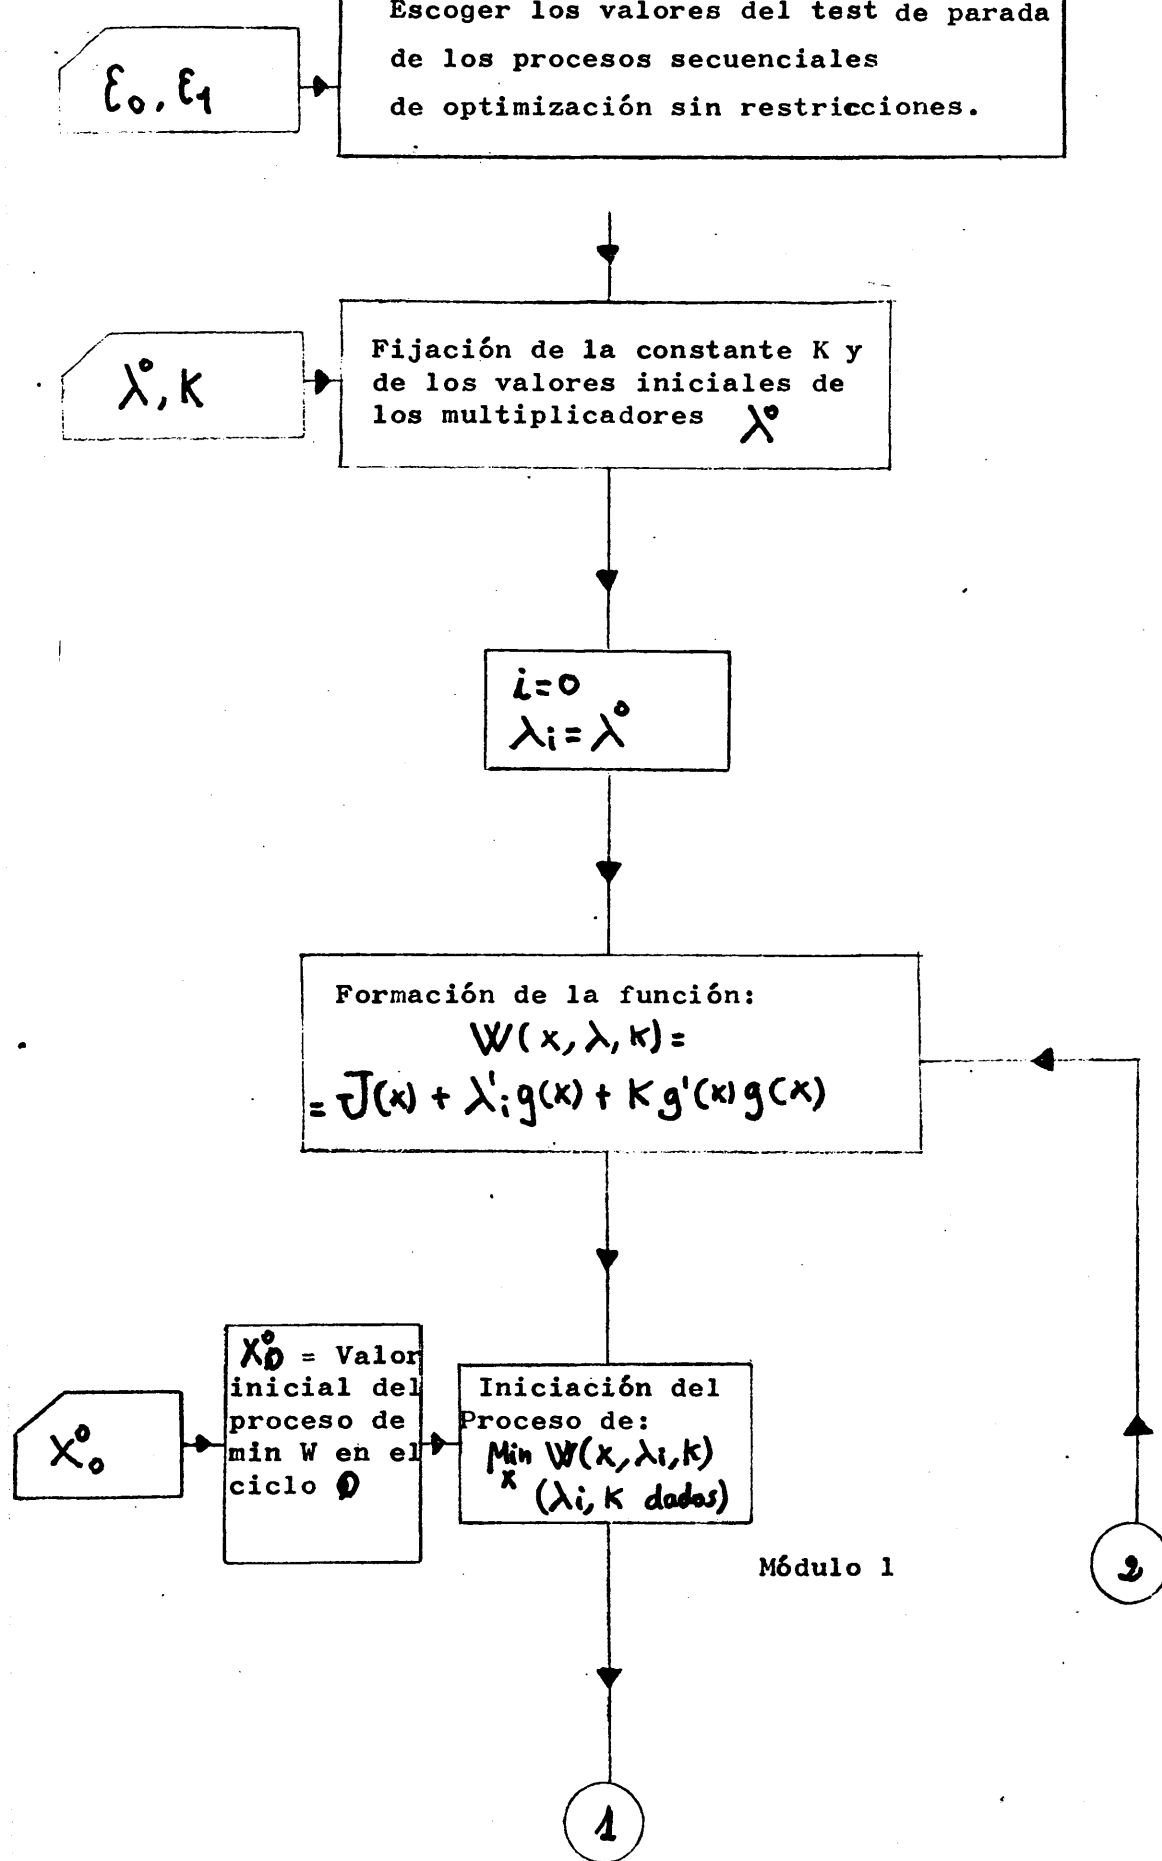 Escoger los valores del test de parada
de los procesos secuenciales
de optimización sin restricciones.
ε₀, ε₁
Fijación de la constante K y
de los valores iniciales de
los multiplicadores λ°
λ°, K
i=0
λi = λ°
Formación de la función:
W(x, λ, K) =
= J(x) + λ'i g(x) + K g'(x) g(x)
X°₀
X°₀ = Valor
inicial del
proceso de
min W en el
ciclo 0
Iniciación del
Proceso de:
Min W(x, λi, K)
x
(λi, K dados)
Módulo 1
2
1